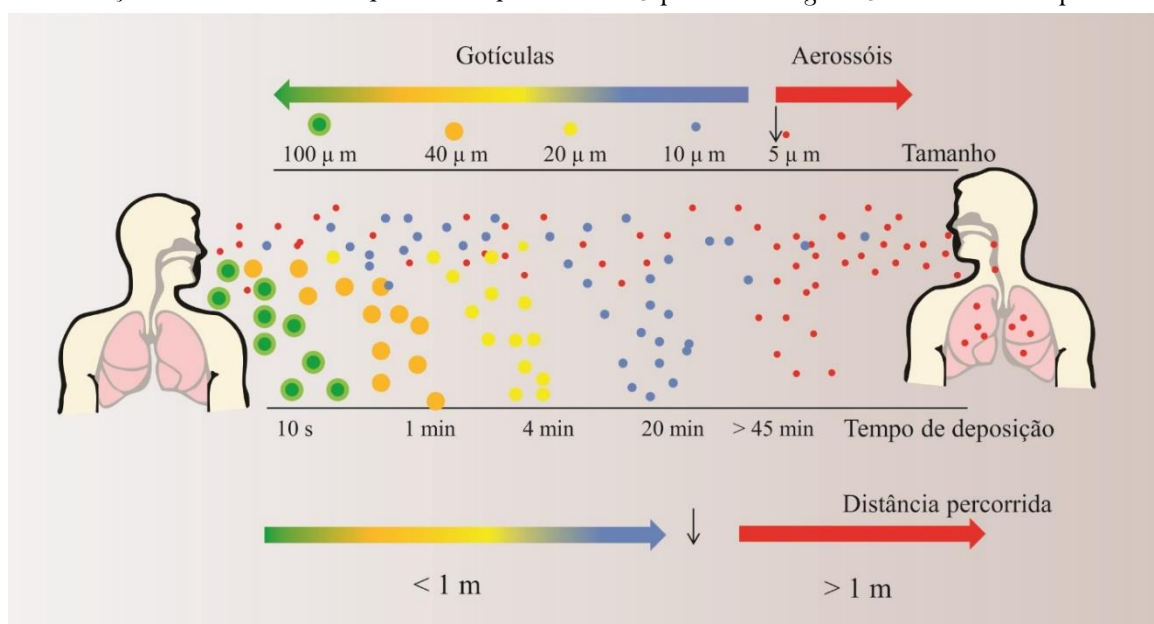 Gotículas Aerossóis
100 μ m 40 μ m 20 μ m 10 μ m 5 μ m Tamanho
10 s 1 min 4 min 20 min > 45 min Tempo de deposição
Distância percorrida
< 1 m > 1 m